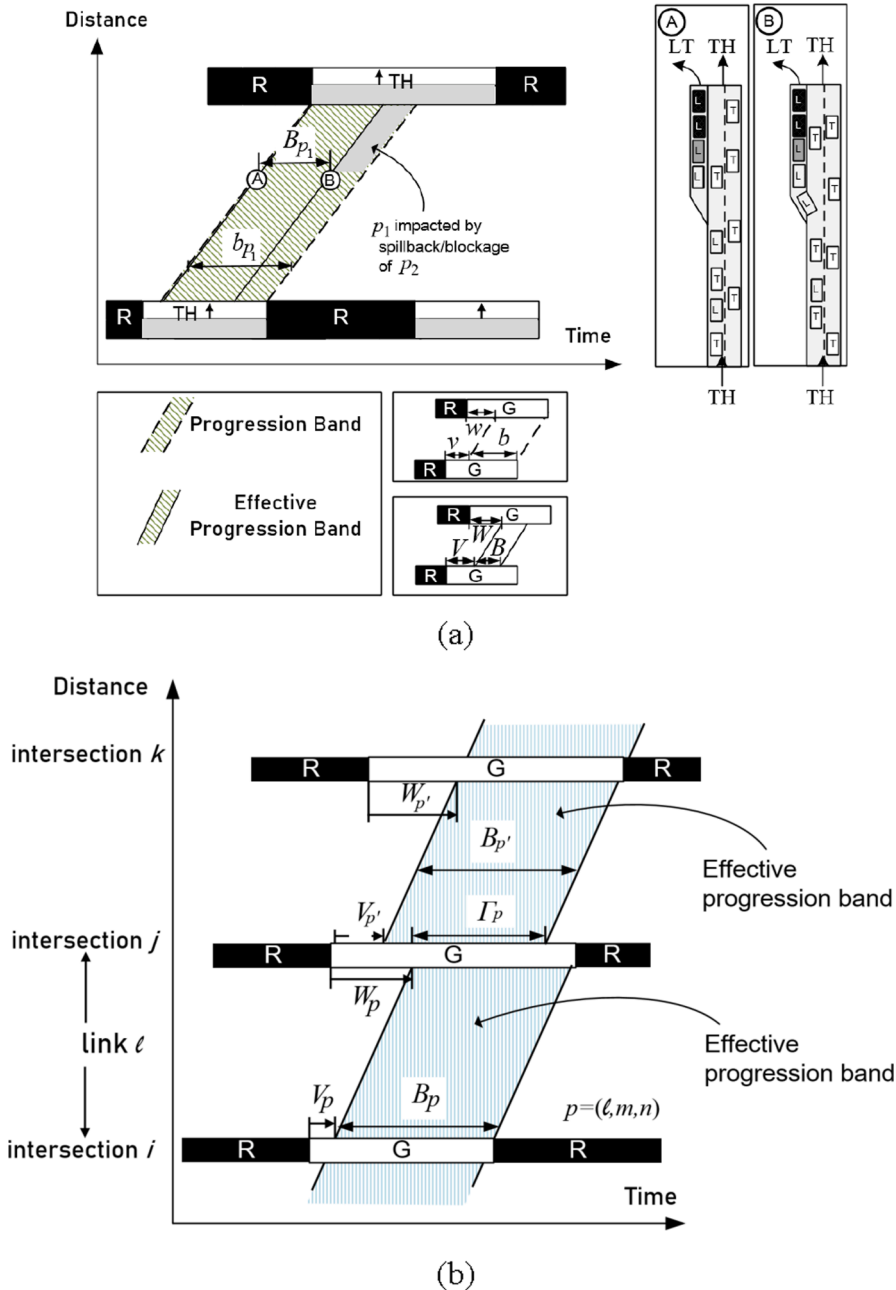 Distance
R
TH
R
B_{p_1}
A
B
b_{p_1}
p_1 impacted by
spillback/blockage
of p_2
R
TH
R
Time
A
B
LT
TH
LT
TH
L
L
L
L
T
T
T
T
L
T
T
L
T
T
L
L
L
L
L
T
T
T
T
T
L
T
T
T
TH
TH
Progression Band
Effective
Progression Band
R
G
w
v
b
R
G
R
G
W
V
B
R
G
(a)
Distance
intersection k
R
G
R
W_{p'}
B_{p'}
Effective
progression band
V_{p'}
Γ_p
intersection j
R
G
R
W_p
link ℓ
Effective
progression band
V_p
B_p
p=(ℓ,m,n)
intersection i
R
G
R
Time
(b)